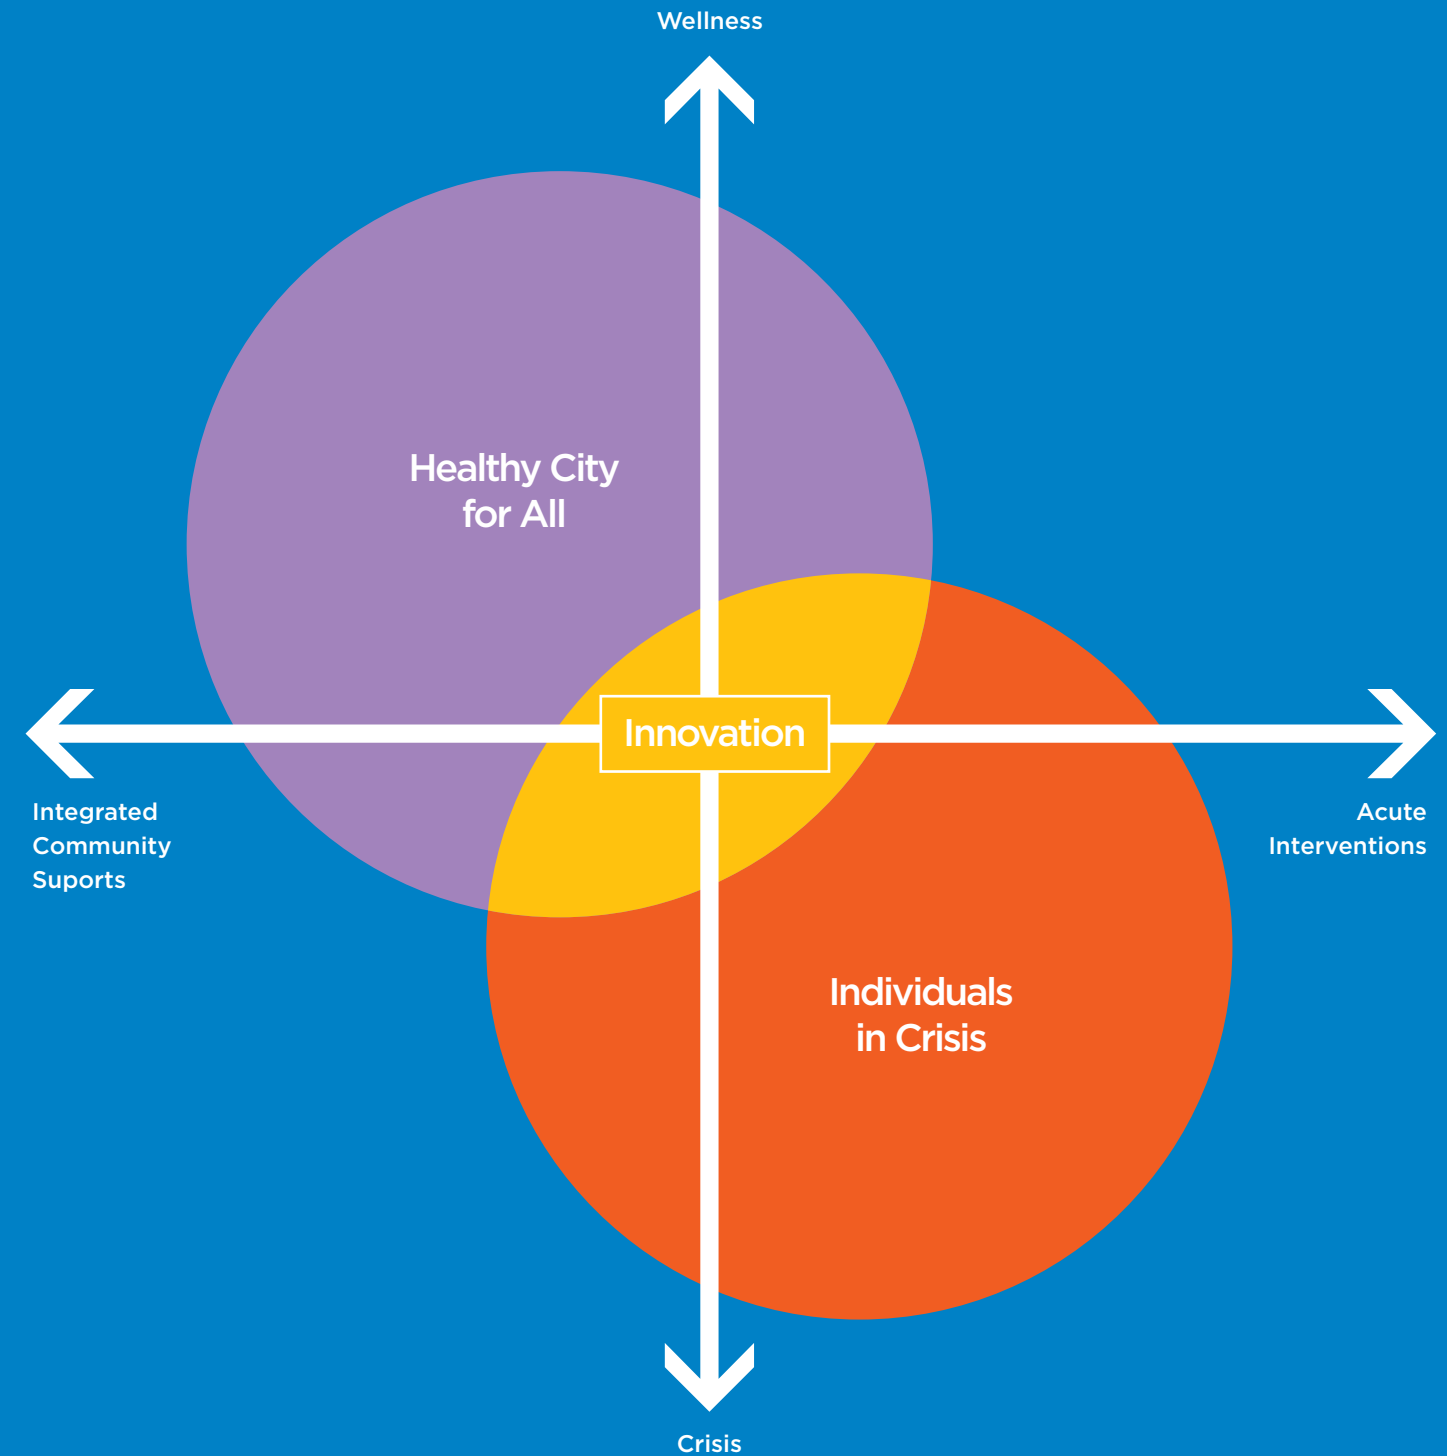 Wellness
Healthy City
for All
Innovation
Integrated
Community
Suports
Acute
Interventions
Individuals
in Crisis
Crisis